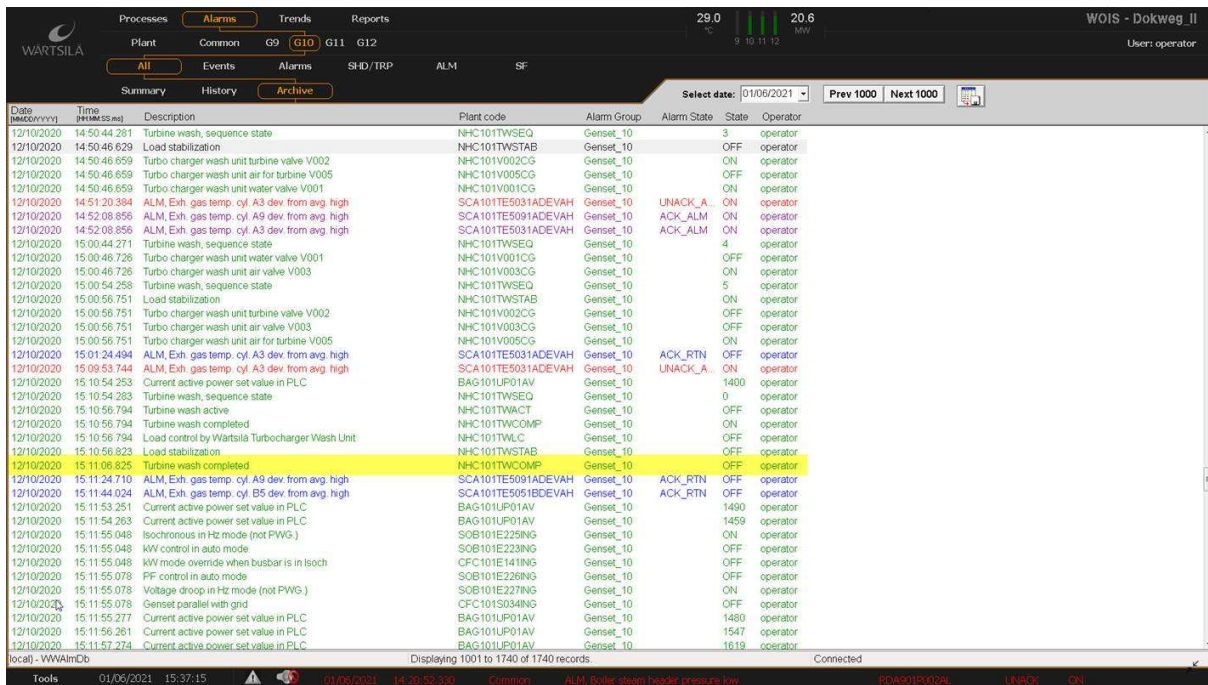 Processes Alarms Trends Reports 29.0 20.6 WOIS - Dokweg_II
°C 9 10 11 12 MW
WÄRTSILÄ Plant Common G9 G10 G11 G12 User: operator
All Events Alarms SHD/TRP ALM SF
Summary History Archive Select date: 01/06/2021 Prev 1000 Next 1000
Date Time Description Plant code Alarm Group Alarm State State Operator
[MM/DD/YYYY] [HH:MM:SS.ms]
12/10/2020 14:50:44.281 Turbine wash, sequence state NHC101TWSEQ Genset_10 3 operator
12/10/2020 14:50:46.629 Load stabilization NHC101TWSTAB Genset_10 OFF operator
12/10/2020 14:50:46.659 Turbo charger wash unit turbine valve V002 NHC101V002CG Genset_10 ON operator
12/10/2020 14:50:46.659 Turbo charger wash unit air for turbine V005 NHC101V005CG Genset_10 OFF operator
12/10/2020 14:50:46.659 Turbo charger wash unit water valve V001 NHC101V001CG Genset_10 ON operator
12/10/2020 14:51:20.384 ALM, Exh. gas temp. cyl. A3 dev. from avg. high SCA101TE5031ADEVAH Genset_10 UNACK_A... ON operator
12/10/2020 14:52:08.856 ALM, Exh. gas temp. cyl. A9 dev. from avg. high SCA101TE5091ADEVAH Genset_10 ACK_ALM ON operator
12/10/2020 14:52:08.856 ALM, Exh. gas temp. cyl. A3 dev. from avg. high SCA101TE5031ADEVAH Genset_10 ACK_ALM ON operator
12/10/2020 15:00:44.271 Turbine wash, sequence state NHC101TWSEQ Genset_10 4 operator
12/10/2020 15:00:46.726 Turbo charger wash unit water valve V001 NHC101V001CG Genset_10 OFF operator
12/10/2020 15:00:46.726 Turbo charger wash unit air valve V003 NHC101V003CG Genset_10 ON operator
12/10/2020 15:00:54.258 Turbine wash, sequence state NHC101TWSEQ Genset_10 5 operator
12/10/2020 15:00:56.751 Load stabilization NHC101TWSTAB Genset_10 ON operator
12/10/2020 15:00:56.751 Turbo charger wash unit turbine valve V002 NHC101V002CG Genset_10 OFF operator
12/10/2020 15:00:56.751 Turbo charger wash unit air valve V003 NHC101V003CG Genset_10 OFF operator
12/10/2020 15:00:56.751 Turbo charger wash unit air for turbine V005 NHC101V005CG Genset_10 ON operator
12/10/2020 15:01:24.494 ALM, Exh. gas temp. cyl. A3 dev. from avg. high SCA101TE5031ADEVAH Genset_10 ACK_RTN OFF operator
12/10/2020 15:09:53.744 ALM, Exh. gas temp. cyl. A3 dev. from avg. high SCA101TE5031ADEVAH Genset_10 UNACK_A... ON operator
12/10/2020 15:10:54.253 Current active power set value in PLC BAG101UP01AV Genset_10 1400 operator
12/10/2020 15:10:54.283 Turbine wash, sequence state NHC101TWSEQ Genset_10 0 operator
12/10/2020 15:10:56.794 Turbine wash active NHC101TWACT Genset_10 OFF operator
12/10/2020 15:10:56.794 Turbine wash completed NHC101TWCOMP Genset_10 ON operator
12/10/2020 15:10:56.794 Load control by Wärtsilä Turbocharger Wash Unit NHC101TWLC Genset_10 OFF operator
12/10/2020 15:10:56.823 Load stabilization NHC101TWSTAB Genset_10 OFF operator
12/10/2020 15:11:06.825 Turbine wash completed NHC101TWCOMP Genset_10 OFF operator
12/10/2020 15:11:24.710 ALM, Exh. gas temp. cyl. A9 dev. from avg. high SCA101TE5091ADEVAH Genset_10 ACK_RTN OFF operator
12/10/2020 15:11:44.024 ALM, Exh. gas temp. cyl. B5 dev. from avg. high SCA101TE5051BDEVAH Genset_10 ACK_RTN OFF operator
12/10/2020 15:11:53.251 Current active power set value in PLC BAG101UP01AV Genset_10 1490 operator
12/10/2020 15:11:54.263 Current active power set value in PLC BAG101UP01AV Genset_10 1459 operator
12/10/2020 15:11:55.048 Isochronous in Hz mode (not PWG.) SOB101E225ING Genset_10 ON operator
12/10/2020 15:11:55.048 kW control in auto mode SOB101E223ING Genset_10 OFF operator
12/10/2020 15:11:55.048 kW mode override when busbar is in Isoch CFC101E141ING Genset_10 OFF operator
12/10/2020 15:11:55.078 PF control in auto mode SOB101E226ING Genset_10 OFF operator
12/10/2020 15:11:55.078 Voltage droop in Hz mode (not PWG.) SOB101E227ING Genset_10 ON operator
12/10/2020 15:11:55.078 Genset parallel with grid CFC101S034ING Genset_10 OFF operator
12/10/2020 15:11:55.277 Current active power set value in PLC BAG101UP01AV Genset_10 1480 operator
12/10/2020 15:11:56.261 Current active power set value in PLC BAG101UP01AV Genset_10 1547 operator
12/10/2020 15:11:57.274 Current active power set value in PLC BAG101UP01AV Genset_10 1619 operator
local) - WWAlmDb Displaying 1001 to 1740 of 1740 records. Connected
Tools 01/06/2021 15:37:15 01/06/2021 14:20:52.330 Common ALM, Boiler steam header pressure low RDA901P002AL UNACK ON